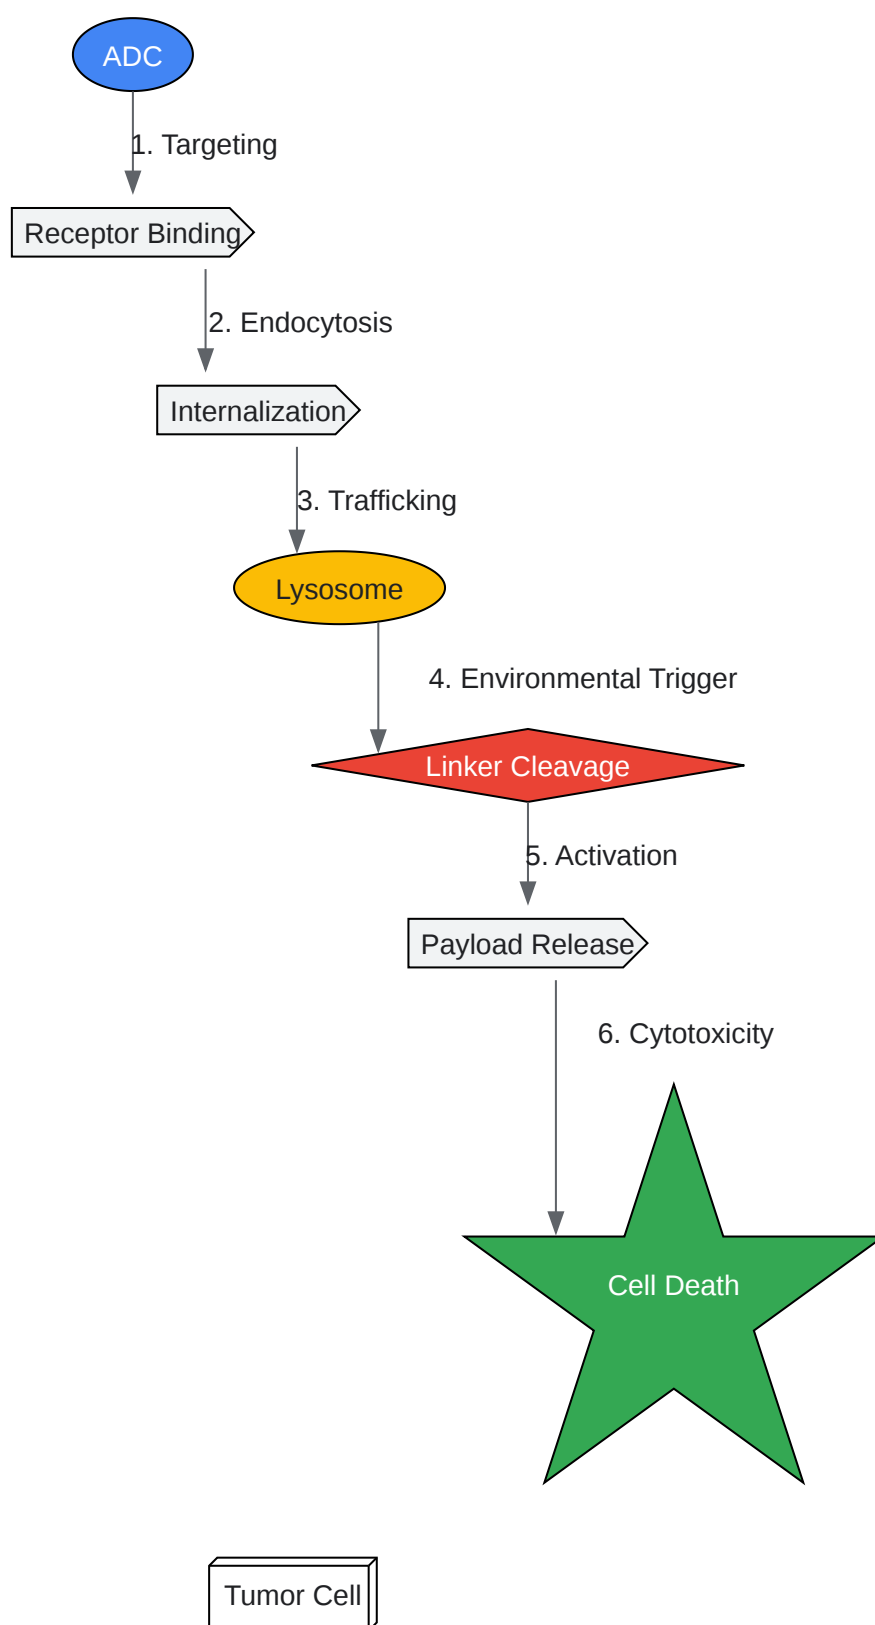 ADC
1. Targeting
Receptor Binding
2. Endocytosis
Internalization
3. Trafficking
Lysosome
4. Environmental Trigger
Linker Cleavage
5. Activation
Payload Release
6. Cytotoxicity
Cell Death
Tumor Cell